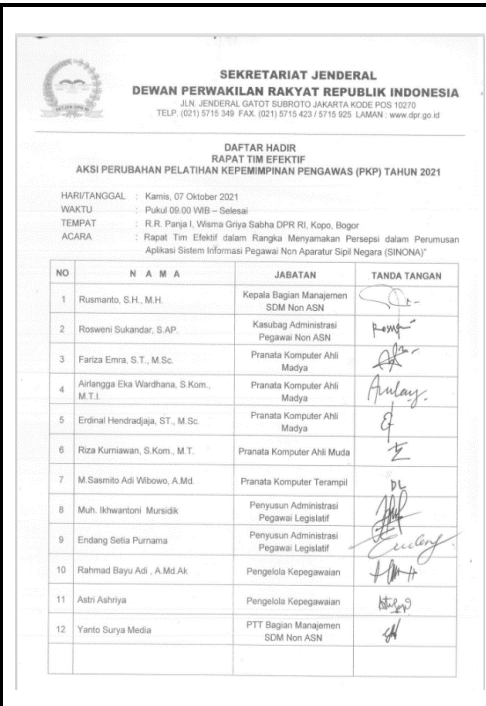 SEKRETARIAT JENDERAL
DEWAN PERWAKILAN RAKYAT REPUBLIK INDONESIA
JLN. JENDERAL GATOT SUBROTO JAKARTA KODE POS 10270
TELP. (021) 5715 349 FAX. (021) 5715 423 / 5715 925 LAMAN : www.dpr.go.id
DAFTAR HADIR
RAPAT TIM EFEKTIF
AKSI PERUBAHAN PELATIHAN KEPEMIMPINAN PENGAWAS (PKP) TAHUN 2021
HARI/TANGGAL : Kamis, 07 Oktober 2021
WAKTU : Pukul 09.00 WIB – Selesai
TEMPAT : R.R. Panja I, Wisma Griya Sabha DPR RI, Kopo, Bogor
ACARA : Rapat Tim Efektif dalam Rangka Menyamakan Persepsi dalam Perumusan
Aplikasi Sistem Informasi Pegawai Non Aparatur Sipil Negara (SINONA)"
NO N A M A JABATAN TANDA TANGAN
1 Rusmanto, S.H., M.H. Kepala Bagian Manajemen
SDM Non ASN
2 Rosweni Sukandar, S.AP. Kasubag Administrasi
Pegawai Non ASN
3 Fariza Emra, S.T., M.Sc. Pranata Komputer Ahli
Madya
4 Airlangga Eka Wardhana, S.Kom., Pranata Komputer Ahli
M.T.I. Madya
5 Erdinal Hendradjaja, ST., M.Sc. Pranata Komputer Ahli
Madya
6 Riza Kurniawan, S.Kom., M.T. Pranata Komputer Ahli Muda
7 M.Sasmito Adi Wibowo, A.Md. Pranata Komputer Terampil
8 Muh. Ikhwantoni Mursidik Penyusun Administrasi
Pegawai Legislatif
9 Endang Setia Purnama Penyusun Administrasi
Pegawai Legislatif
10 Rahmad Bayu Adi , A.Md.Ak Pengelola Kepegawaian
11 Astri Ashriya Pengelola Kepegawaian
12 Yanto Surya Media PTT Bagian Manajemen
SDM Non ASN